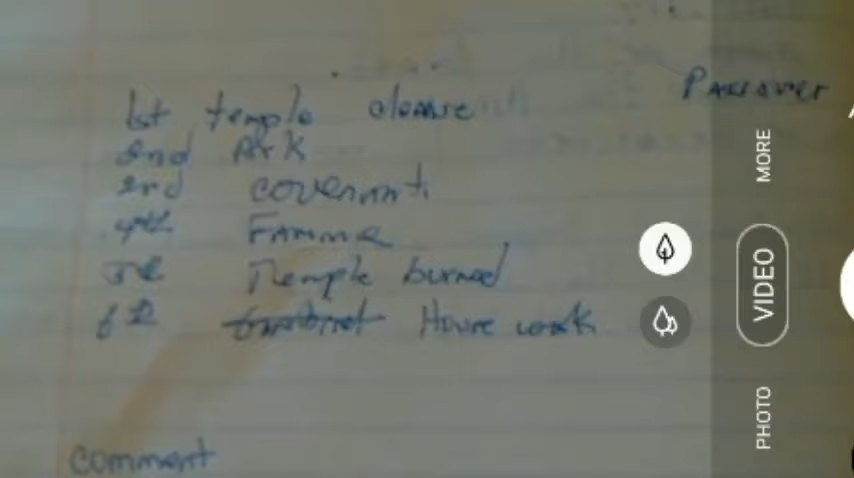 1st temple cleanse
Passover
2nd Ark
3rd covenant
4th Famine
5th Temple burned
6th House work
comment
MORE
VIDEO
PHOTO